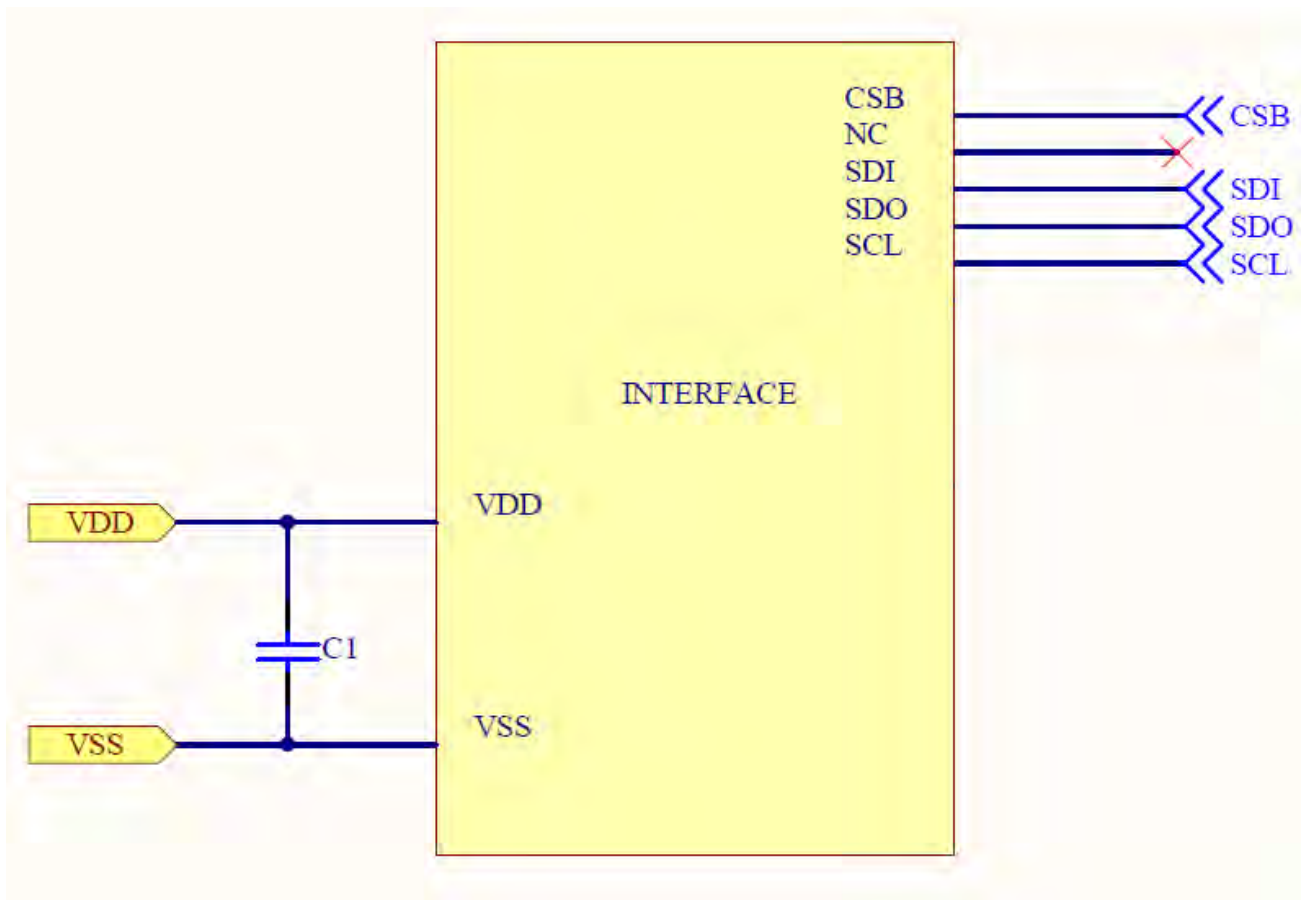 CSB
CSB
NC
SDI
SDI
SDO
SDO
SCL
SCL
INTERFACE
VDD
VDD
C1
VSS
VSS